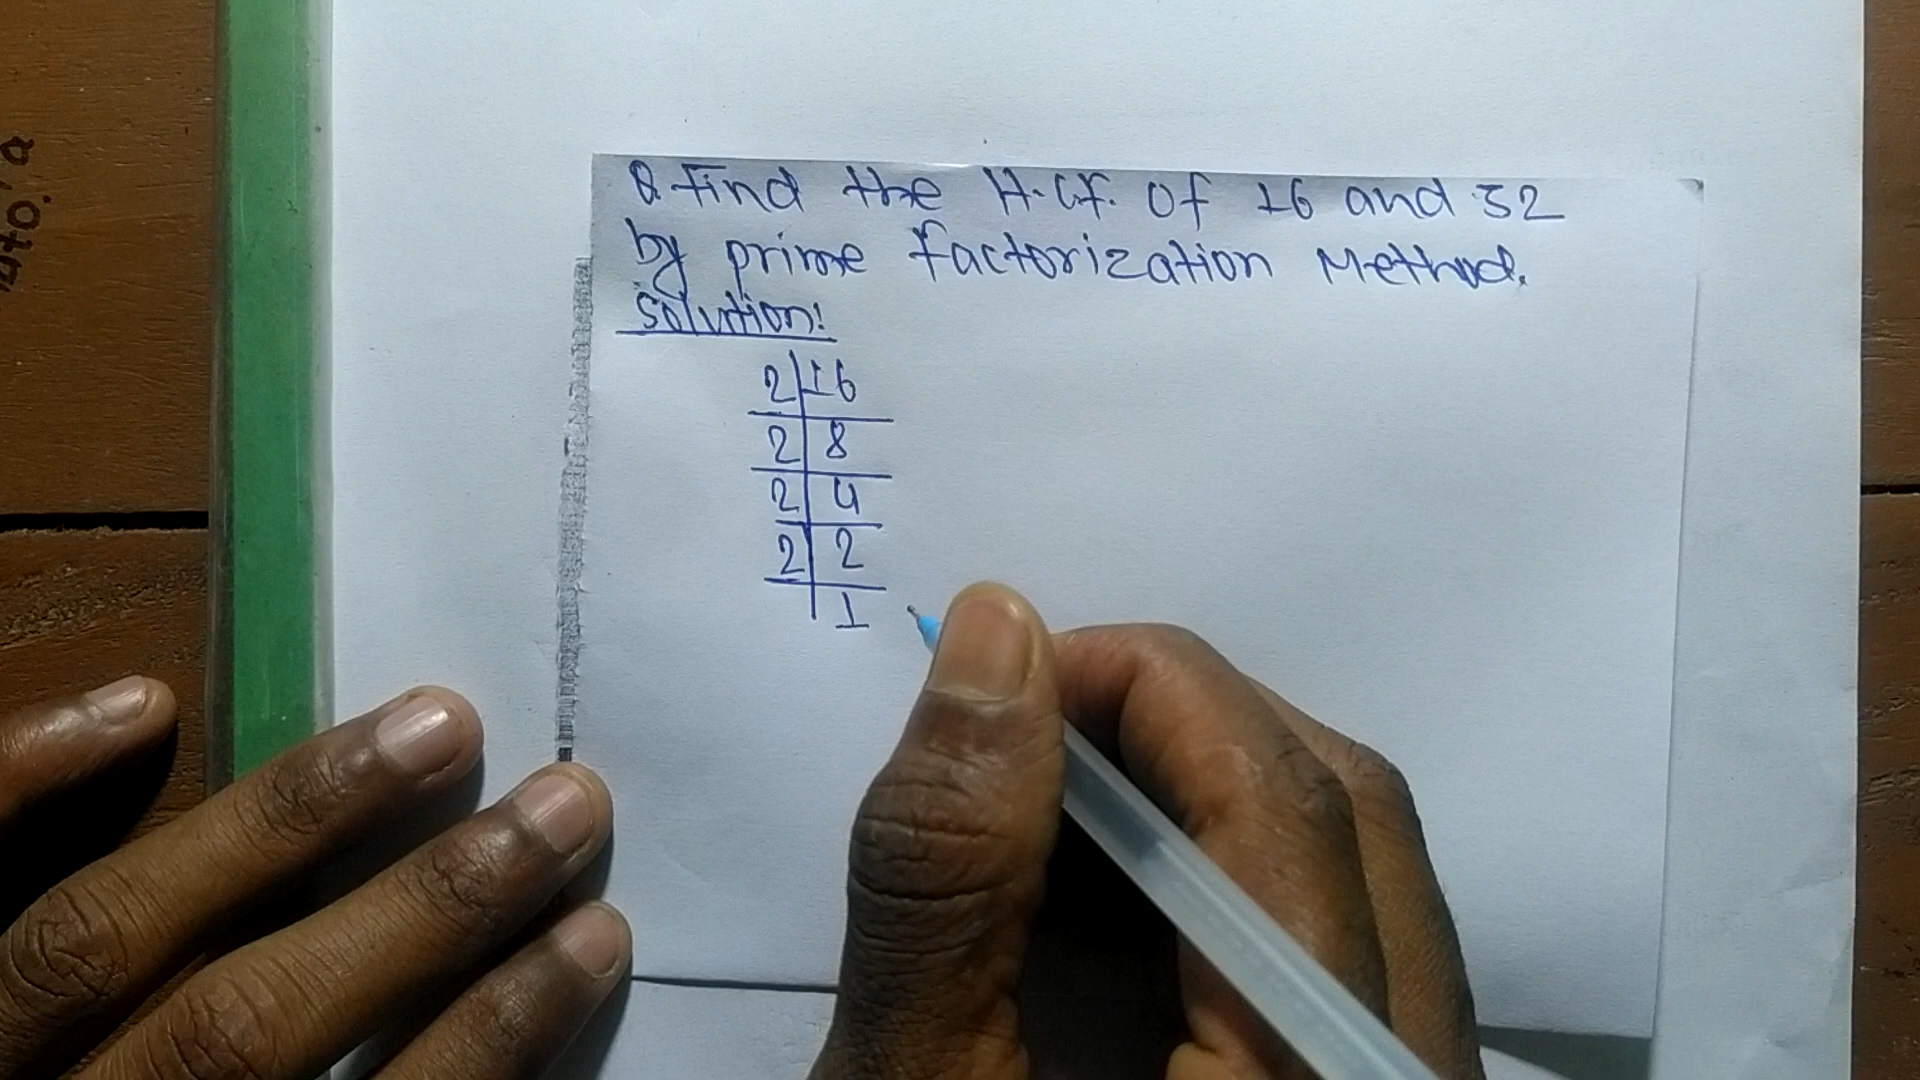 Q. Find the H.C.F. Of 16 and 32
by prime factorization Method.
Solution:
2 16
2 8
2 4
2 2
1